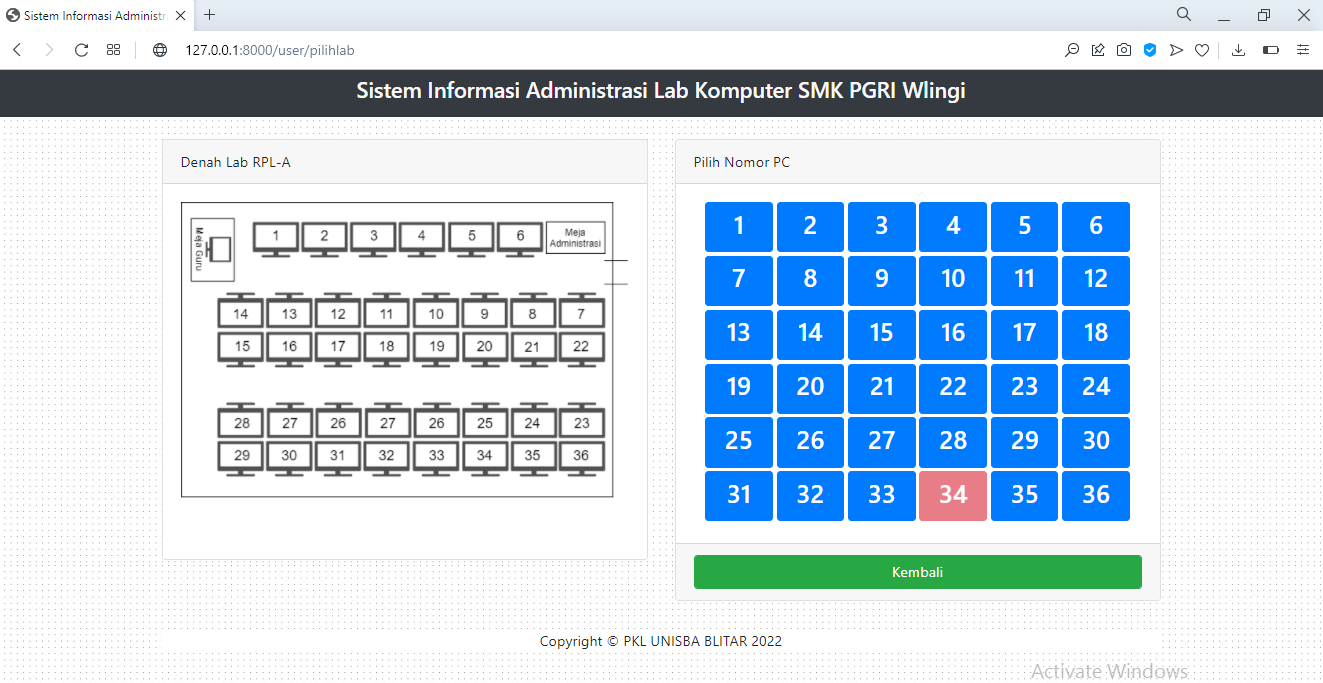 Sistem Informasi Administr
127.0.0.1:8000/user/pilihlab
Sistem Informasi Administrasi Lab Komputer SMK PGRI Wlingi
Denah Lab RPL-A
Meja Guru
1 2 3 4 5 6
Meja
Administrasi
14 13 12 11 10 9 8 7
15 16 17 18 19 20 21 22
28 27 26 27 26 25 24 23
29 30 31 32 33 34 35 36
Pilih Nomor PC
1 2 3 4 5 6
7 8 9 10 11 12
13 14 15 16 17 18
19 20 21 22 23 24
25 26 27 28 29 30
31 32 33 34 35 36
Kembali
Copyright © PKL UNISBA BLITAR 2022
Activate Windows